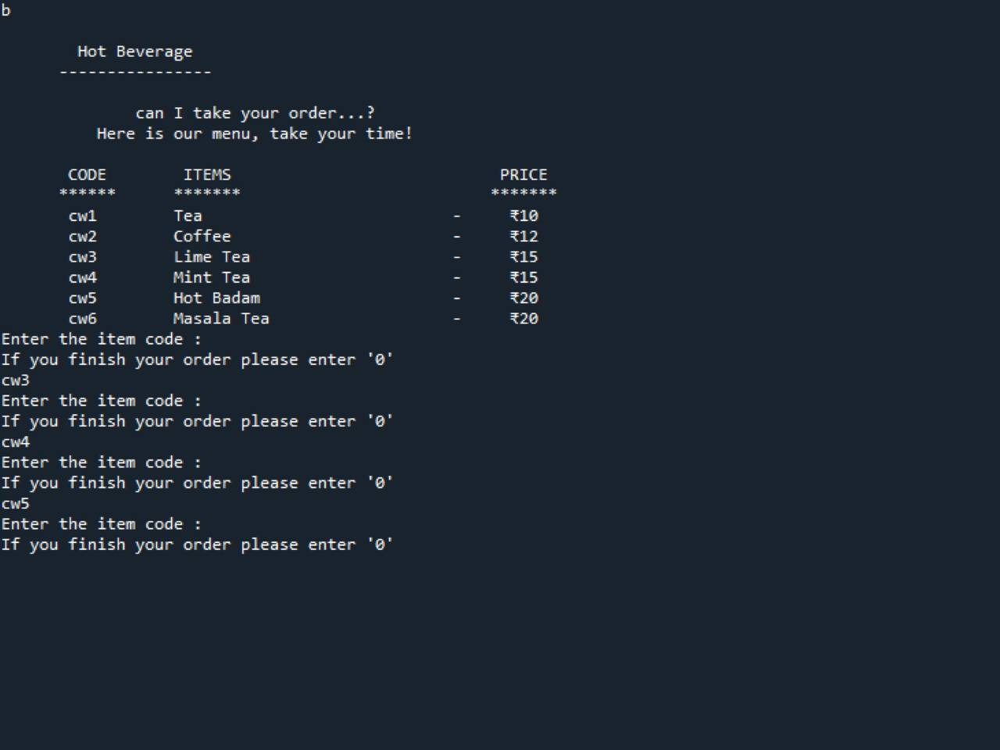 b
Hot Beverage
----------------
can I take your order...?
Here is our menu, take your time!
CODE ITEMS PRICE
****** ******* *******
cw1 Tea - ₹10
cw2 Coffee - ₹12
cw3 Lime Tea - ₹15
cw4 Mint Tea - ₹15
cw5 Hot Badam - ₹20
cw6 Masala Tea - ₹20
Enter the item code :
If you finish your order please enter '0'
cw3
Enter the item code :
If you finish your order please enter '0'
cw4
Enter the item code :
If you finish your order please enter '0'
cw5
Enter the item code :
If you finish your order please enter '0'